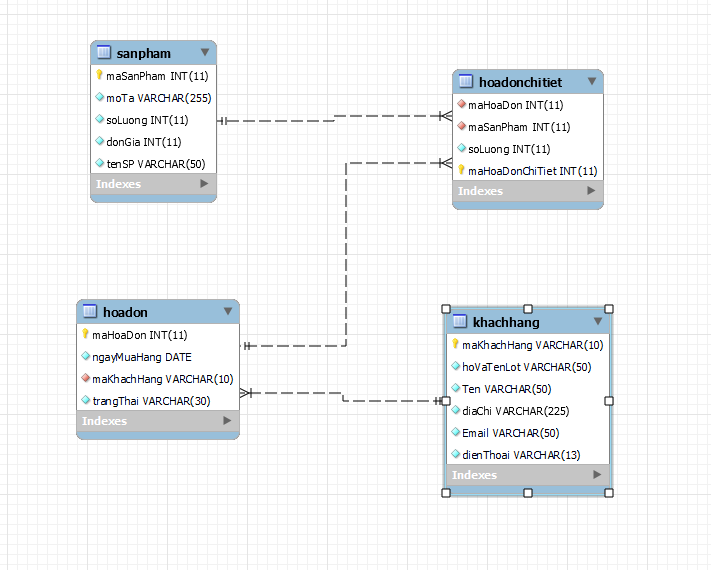 sanpham
maSanPham INT(11)
moTa VARCHAR(255)
soLuong INT(11)
donGia INT(11)
tenSP VARCHAR(50)
Indexes
hoadonchitiet
maHoaDon INT(11)
maSanPham INT(11)
soLuong INT(11)
maHoaDonChiTiet INT(11)
Indexes
hoadon
maHoaDon INT(11)
ngayMuaHang DATE
maKhachHang VARCHAR(10)
trangThai VARCHAR(30)
Indexes
khachhang
maKhachHang VARCHAR(10)
hoVaTenLot VARCHAR(50)
Ten VARCHAR(50)
diaChi VARCHAR(225)
Email VARCHAR(50)
dienThoai VARCHAR(13)
Indexes